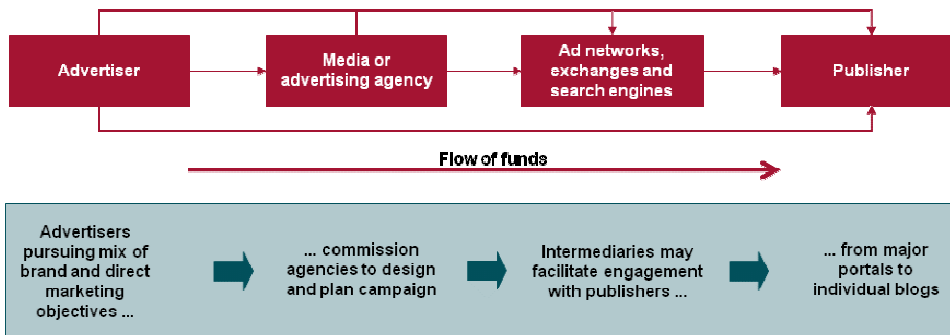 Advertiser
Media or
advertising agency
Ad networks,
exchanges and
search engines
Publisher
Flow of funds
Advertisers
pursuing mix of
brand and direct
marketing
objectives ...
... commission
agencies to design
and plan campaign
Intermediaries may
facilitate engagement
with publishers ...
... from major
portals to
individual blogs